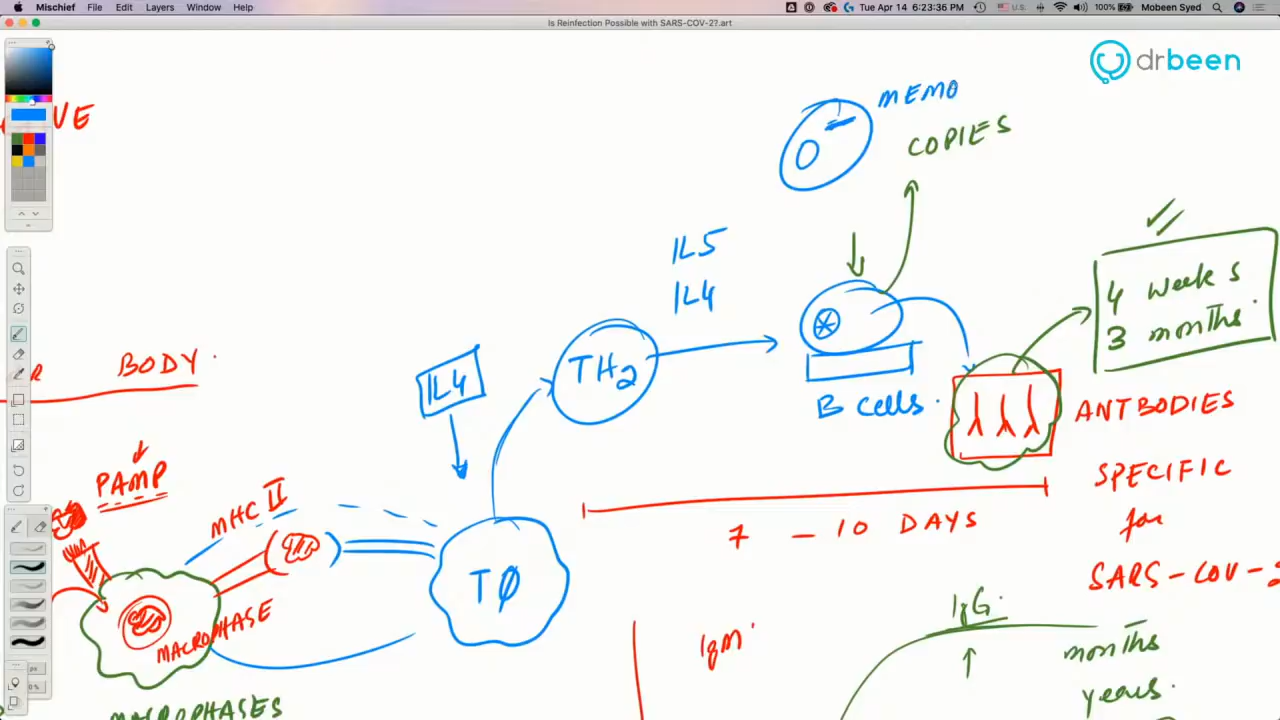 Mischief File Edit Layers Window Help
U.S. 100% Tue Apr 14 6:23:36 PM Mobeen Syed
Is Reinfection Possible with SARS-COV-2?.art
drbeen
VE
MEMO
COPIES
IL5
IL4
4 weeks
3 months
BODY
R
IL4
TH2
B cells
ANTBODIES
PAMP
MHC II
SPECIFIC
for
SARS-COV-2
7 - 10 DAYS
TØ
MACROPHASE
IgG
IgM
months
years
MACROPHASES